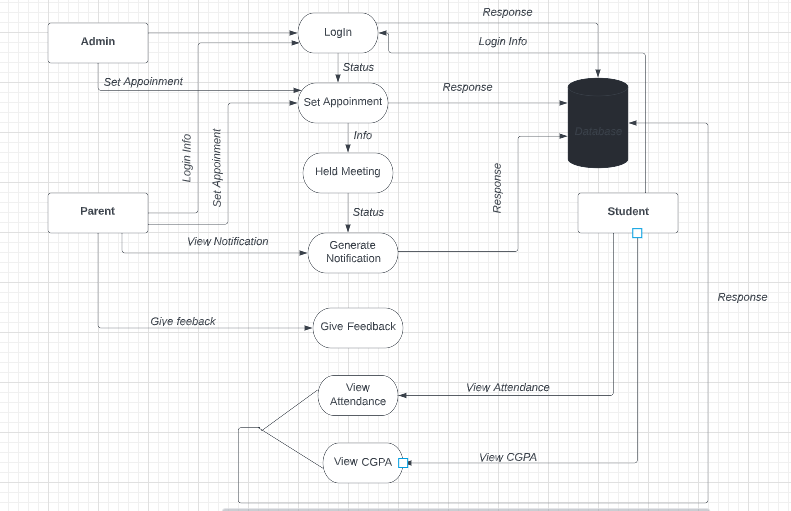 Response
Admin
LogIn
Login Info
Status
Set Appoinment
Set Appoinment
Response
Database
Info
Login Info
Set Appoinment
Held Meeting
Response
Parent
Status
Student
View Notification
Generate
Notification
Response
Give feeback
Give Feedback
View
Attendance
View Attendance
View CGPA
View CGPA